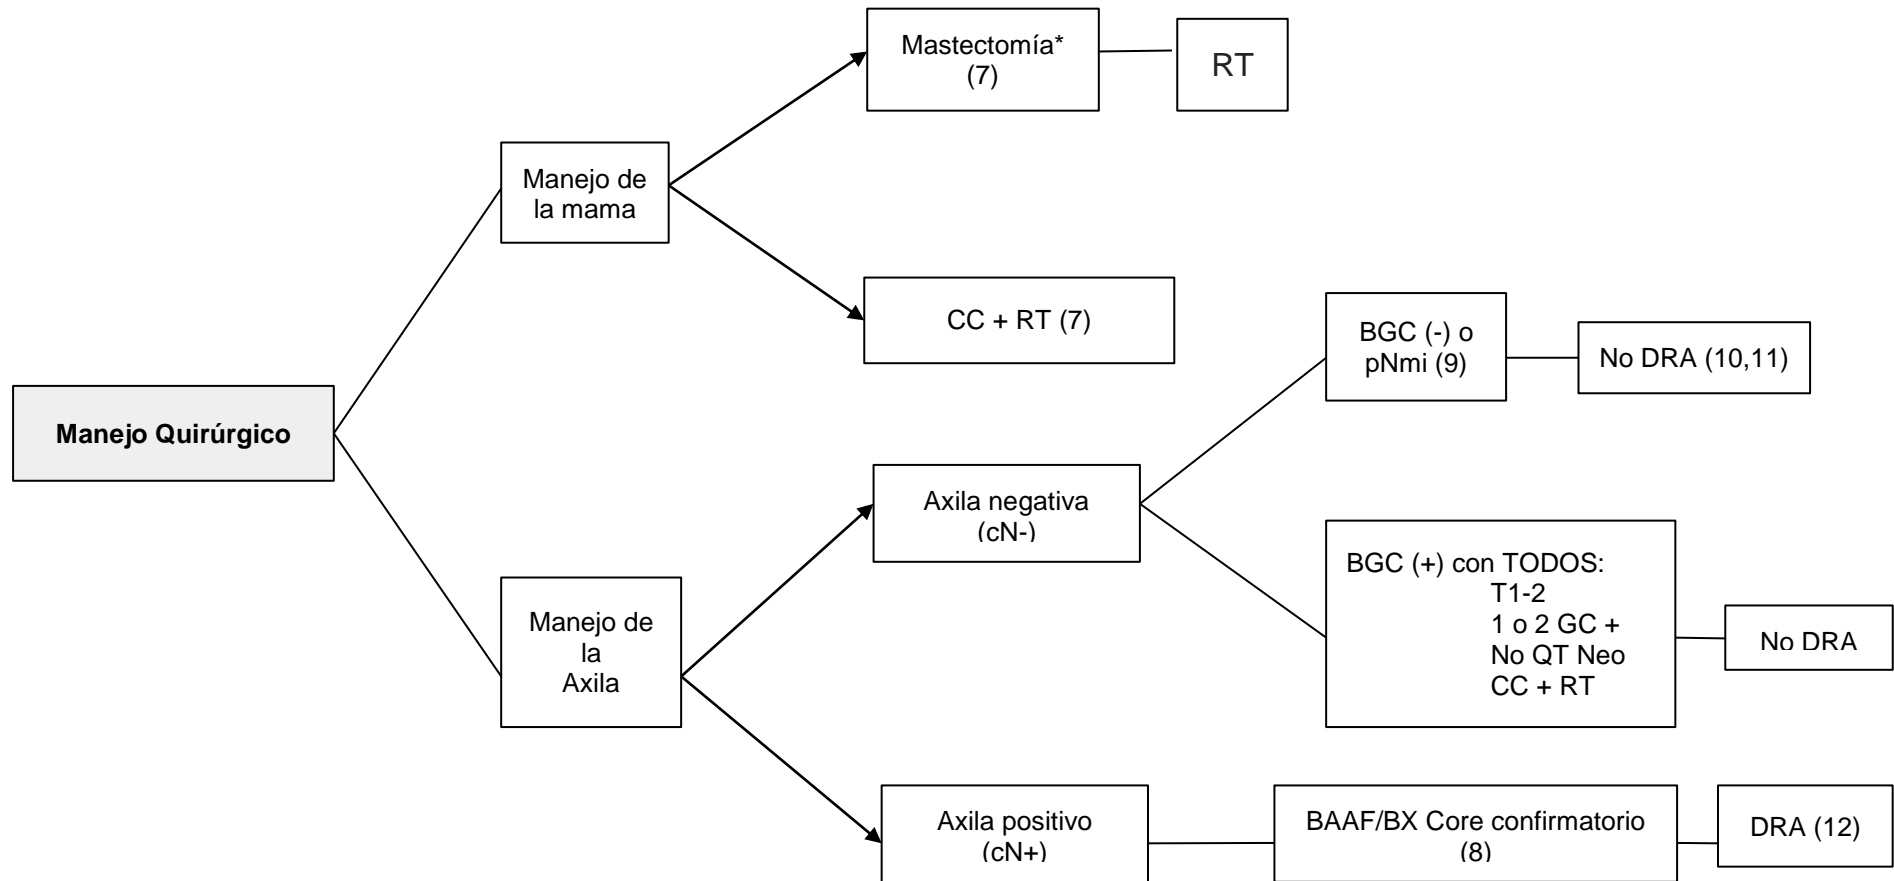 Mastectomía*
(7)
RT
Manejo de
la mama
CC + RT (7)
BGC (-) o
pNmi (9)
No DRA (10,11)
Manejo Quirúrgico
Axila negativa
(cN-)
BGC (+) con TODOS:
T1-2
1 o 2 GC +
No QT Neo
CC + RT
No DRA
Manejo de
la
Axila
Axila positivo
(cN+)
BAAF/BX Core confirmatorio
(8)
DRA (12)